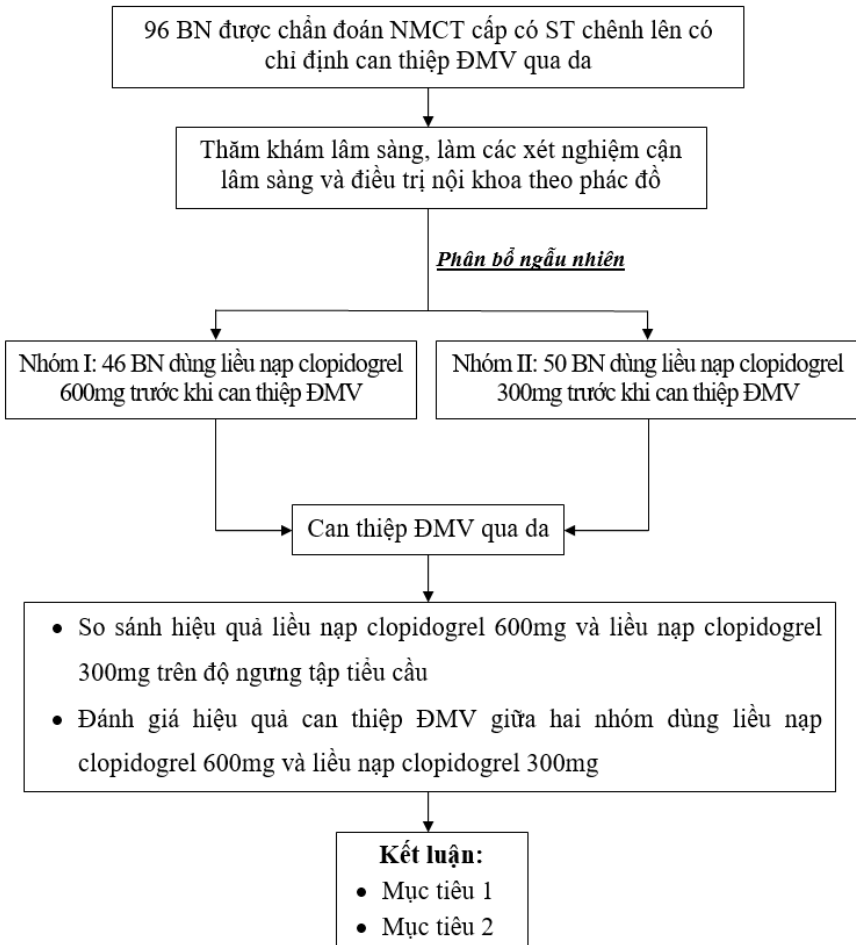 96 BN được chẩn đoán NMCT cấp có ST chênh lên có
chỉ định can thiệp ĐMV qua da
Thăm khám lâm sàng, làm các xét nghiệm cận
lâm sàng và điều trị nội khoa theo phác đồ
Phân bổ ngẫu nhiên
Nhóm I: 46 BN dùng liều nạp clopidogrel
600mg trước khi can thiệp ĐMV
Nhóm II: 50 BN dùng liều nạp clopidogrel
300mg trước khi can thiệp ĐMV
Can thiệp ĐMV qua da
• So sánh hiệu quả liều nạp clopidogrel 600mg và liều nạp clopidogrel
300mg trên độ ngưng tập tiểu cầu
• Đánh giá hiệu quả can thiệp ĐMV giữa hai nhóm dùng liều nạp
clopidogrel 600mg và liều nạp clopidogrel 300mg
Kết luận:
• Mục tiêu 1
• Mục tiêu 2